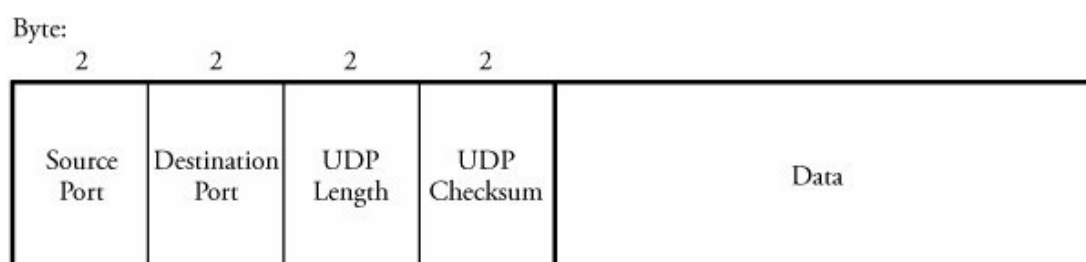 Byte:
2 2 2 2
Source Port
Destination Port
UDP Length
UDP Checksum
Data